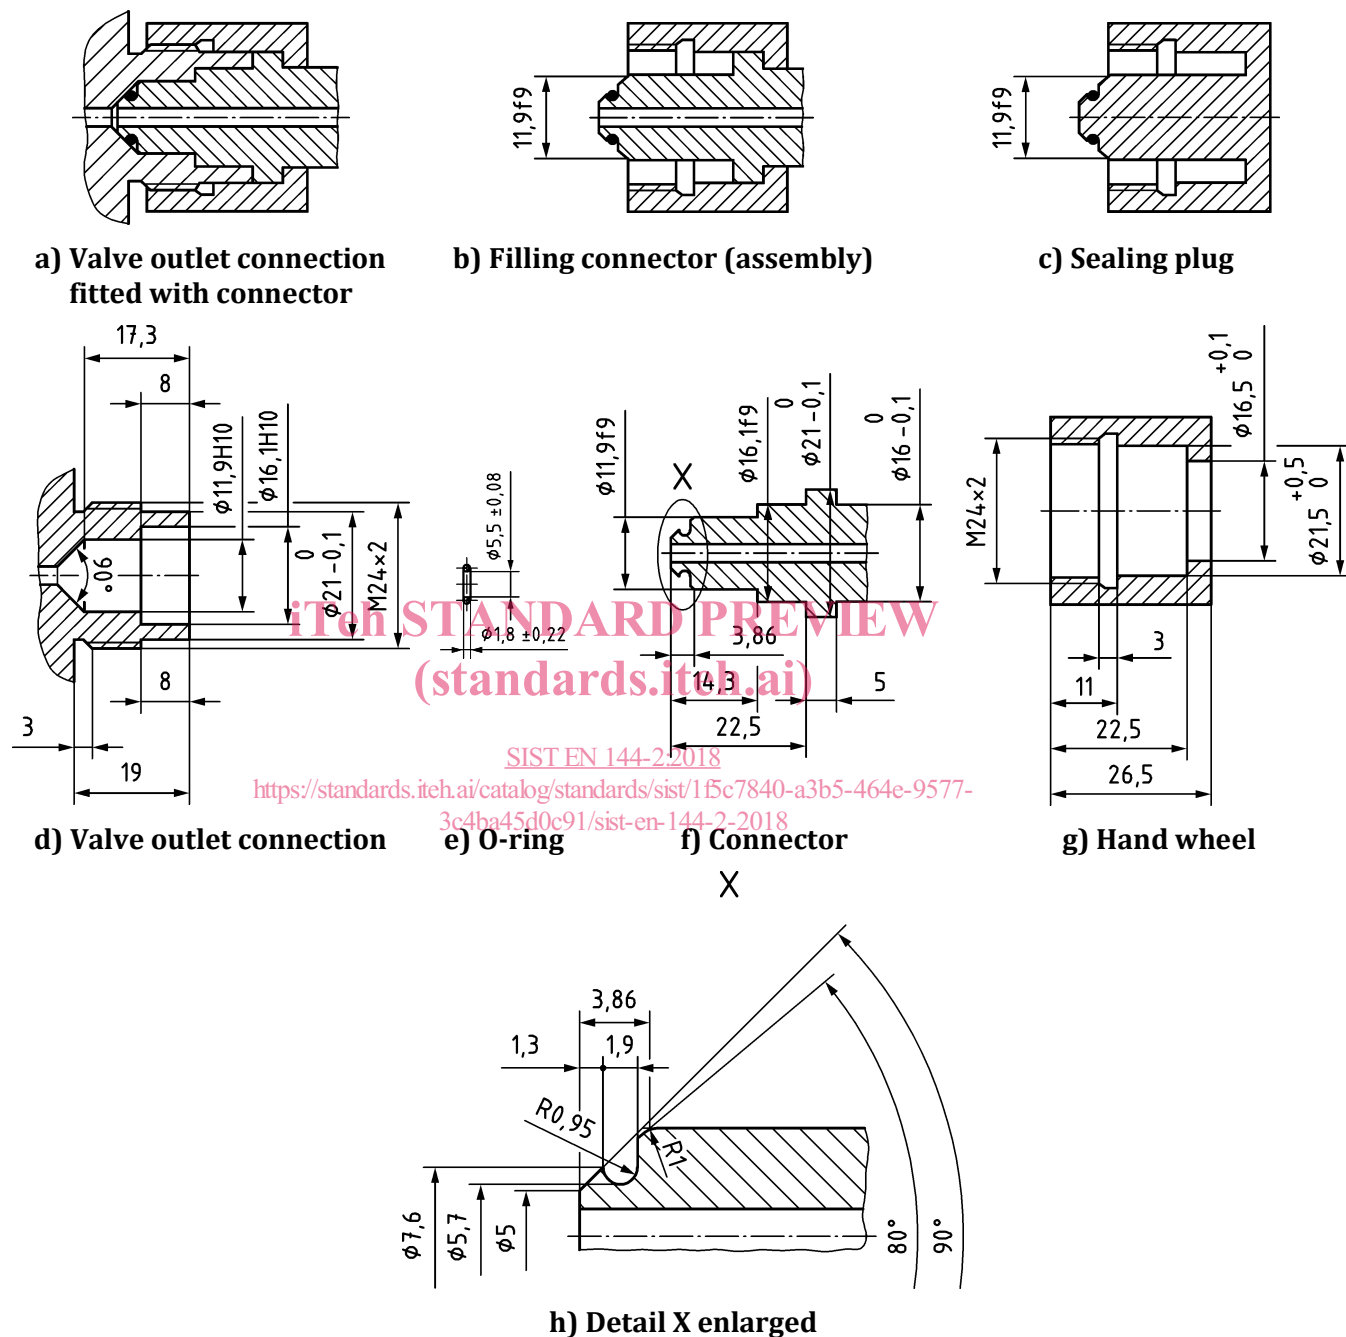 11,9f9
11,9f9
a) Valve outlet connection
fitted with connector
b) Filling connector (assembly)
c) Sealing plug
17,3
8
ϕ11,9H10
ϕ16,1H10
0
ϕ21-0,1
M24×2
90°
8
3
19
ϕ5,5 ±0,08
ϕ1,8 ±0,22
X
ϕ11,9f9
ϕ16,1f9
0
ϕ21-0,1
0
ϕ16-0,1
3,86
14,3
5
22,5
M24×2
+0,1
ϕ16,5 0
+0,5
ϕ21,5 0
3
11
22,5
26,5
iTeh STANDARD PREVIEW
(standards.iteh.ai)
SIST EN 144-2:2018
https://standards.iteh.ai/catalog/standards/sist/1f5c7840-a3b5-464e-9577-
3c4ba45d0c91/sist-en-144-2-2018
d) Valve outlet connection
e) O-ring
f) Connector
g) Hand wheel
X
3,86
1,3
1,9
R0,95
R1
ϕ7,6
ϕ5,7
ϕ5
80°
90°
h) Detail X enlarged